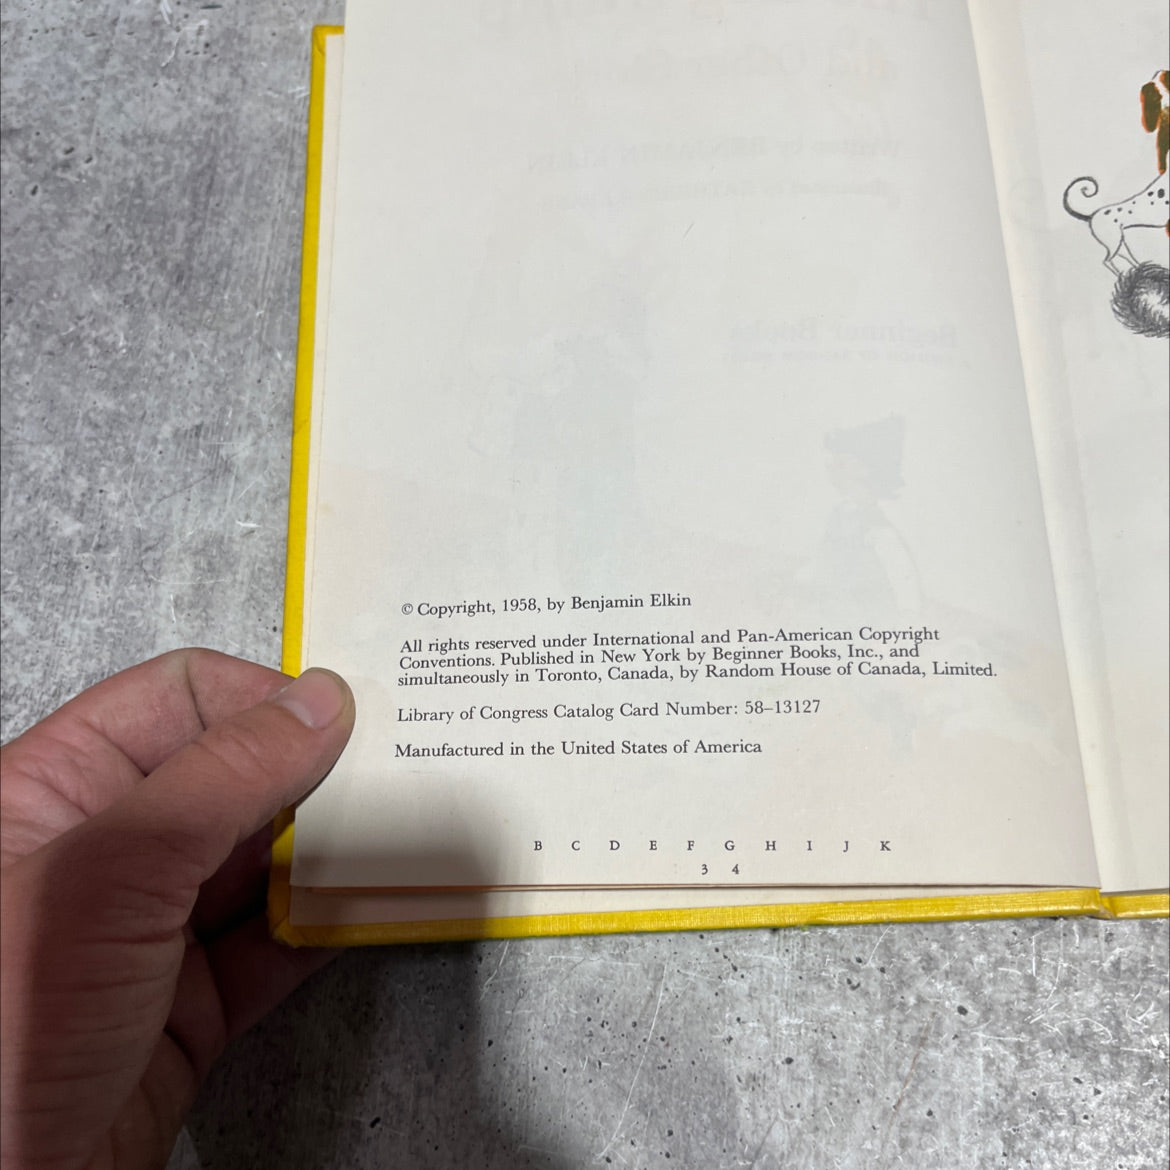 © Copyright, 1958, by Benjamin Elkin
All rights reserved under International and Pan-American Copyright
Conventions. Published in New York by Beginner Books, Inc., and
simultaneously in Toronto, Canada, by Random House of Canada, Limited.
Library of Congress Catalog Card Number: 58–13127
Manufactured in the United States of America
B C D E F G H I J K
3 4